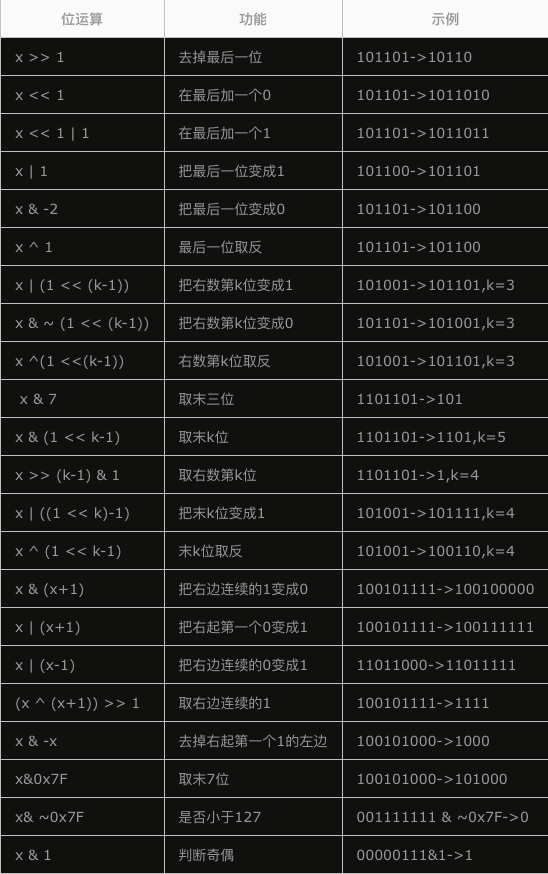 位运算 功能 示例
x >> 1 去掉最后一位 101101->10110
x << 1 在最后加一个0 101101->1011010
x << 1 | 1 在最后加一个1 101101->1011011
x | 1 把最后一位变成1 101100->101101
x & -2 把最后一位变成0 101101->101100
x ^ 1 最后一位取反 101101->101100
x | (1 << (k-1)) 把右数第k位变成1 101001->101101,k=3
x & ~ (1 << (k-1)) 把右数第k位变成0 101101->101001,k=3
x ^(1 <<(k-1)) 右数第k位取反 101001->101101,k=3
x & 7 取末三位 1101101->101
x & (1 << k-1) 取末k位 1101101->1101,k=5
x >> (k-1) & 1 取右数第k位 1101101->1,k=4
x | ((1 << k)-1) 把末k位变成1 101001->101111,k=4
x ^ (1 << k-1) 末k位取反 101001->100110,k=4
x & (x+1) 把右边连续的1变成0 100101111->100100000
x | (x+1) 把右起第一个0变成1 100101111->100111111
x | (x-1) 把右边连续的0变成1 11011000->11011111
(x ^ (x+1)) >> 1 取右边连续的1 100101111->1111
x & -x 去掉右起第一个1的左边 100101000->1000
x&0x7F 取末7位 100101000->101000
x& ~0x7F 是否小于127 001111111 & ~0x7F->0
x & 1 判断奇偶 00000111&1->1